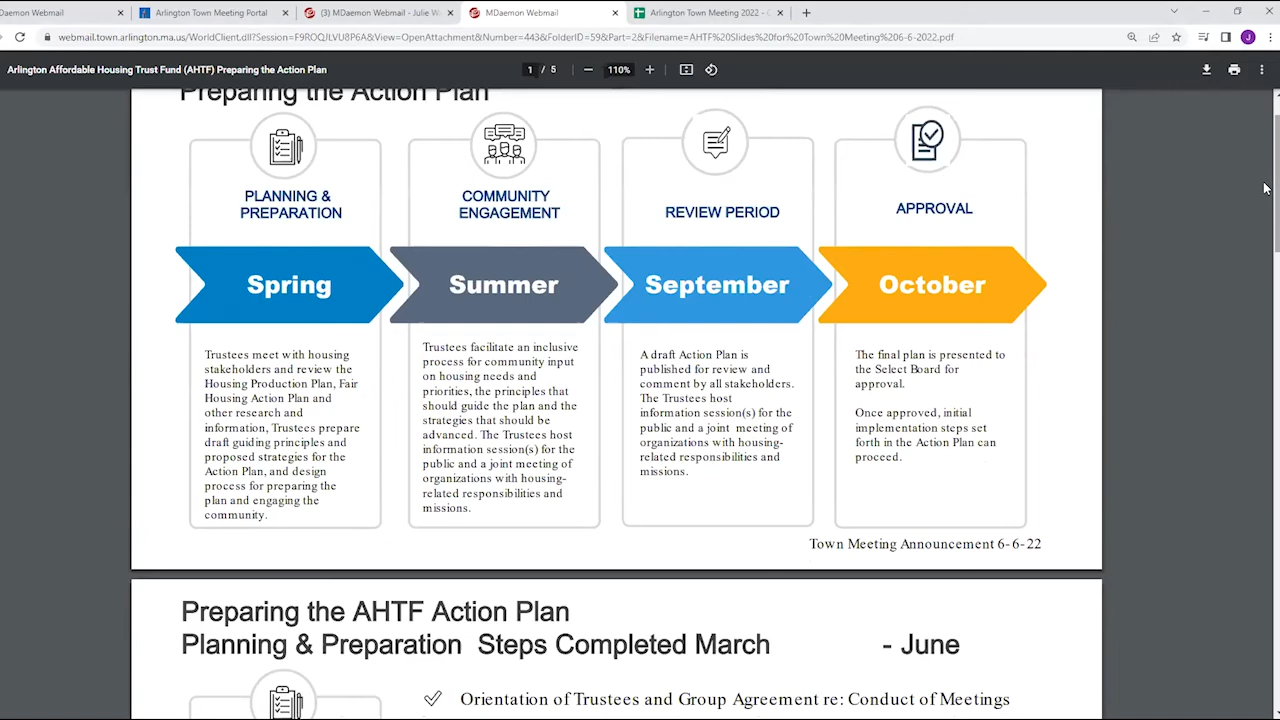 Daemon Webmail
Arlington Town Meeting Portal
(3) MDaemon Webmail - Julie W
MDaemon Webmail
Arlington Town Meeting 2022 -
webmail.town.arlington.ma.us/WorldClient.dll?Session=F9ROQJLVU8P6A&View=OpenAttachment&Number=443&FolderID=59&Part=2&Filename=AHTF%20Slides%20for%20Town%20Meeting%206-6-2022.pdf
J
Arlington Affordable Housing Trust Fund (AHTF) Preparing the Action Plan
1 / 5
110%
Preparing the Action Plan
PLANNING &
PREPARATION
Spring
Trustees meet with housing
stakeholders and review the
Housing Production Plan, Fair
Housing Action Plan and
other research and
information, Trustees prepare
draft guiding principles and
proposed strategies for the
Action Plan, and design
process for preparing the
plan and engaging the
community.
COMMUNITY
ENGAGEMENT
Summer
Trustees facilitate an inclusive
process for community input
on housing needs and
priorities, the principles that
should guide the plan and the
strategies that should be
advanced. The Trustees host
information session(s) for the
public and a joint meeting of
organizations with housing-
related responsibilities and
missions.
REVIEW PERIOD
September
A draft Action Plan is
published for review and
comment by all stakeholders.
The Trustees host
information session(s) for the
public and a joint meeting of
organizations with housing-
related responsibilities and
missions.
APPROVAL
October
The final plan is presented to
the Select Board for
approval.
Once approved, initial
implementation steps set
forth in the Action Plan can
proceed.
Town Meeting Announcement 6-6-22
Preparing the AHTF Action Plan
Planning & Preparation Steps Completed March - June
Orientation of Trustees and Group Agreement re: Conduct of Meetings